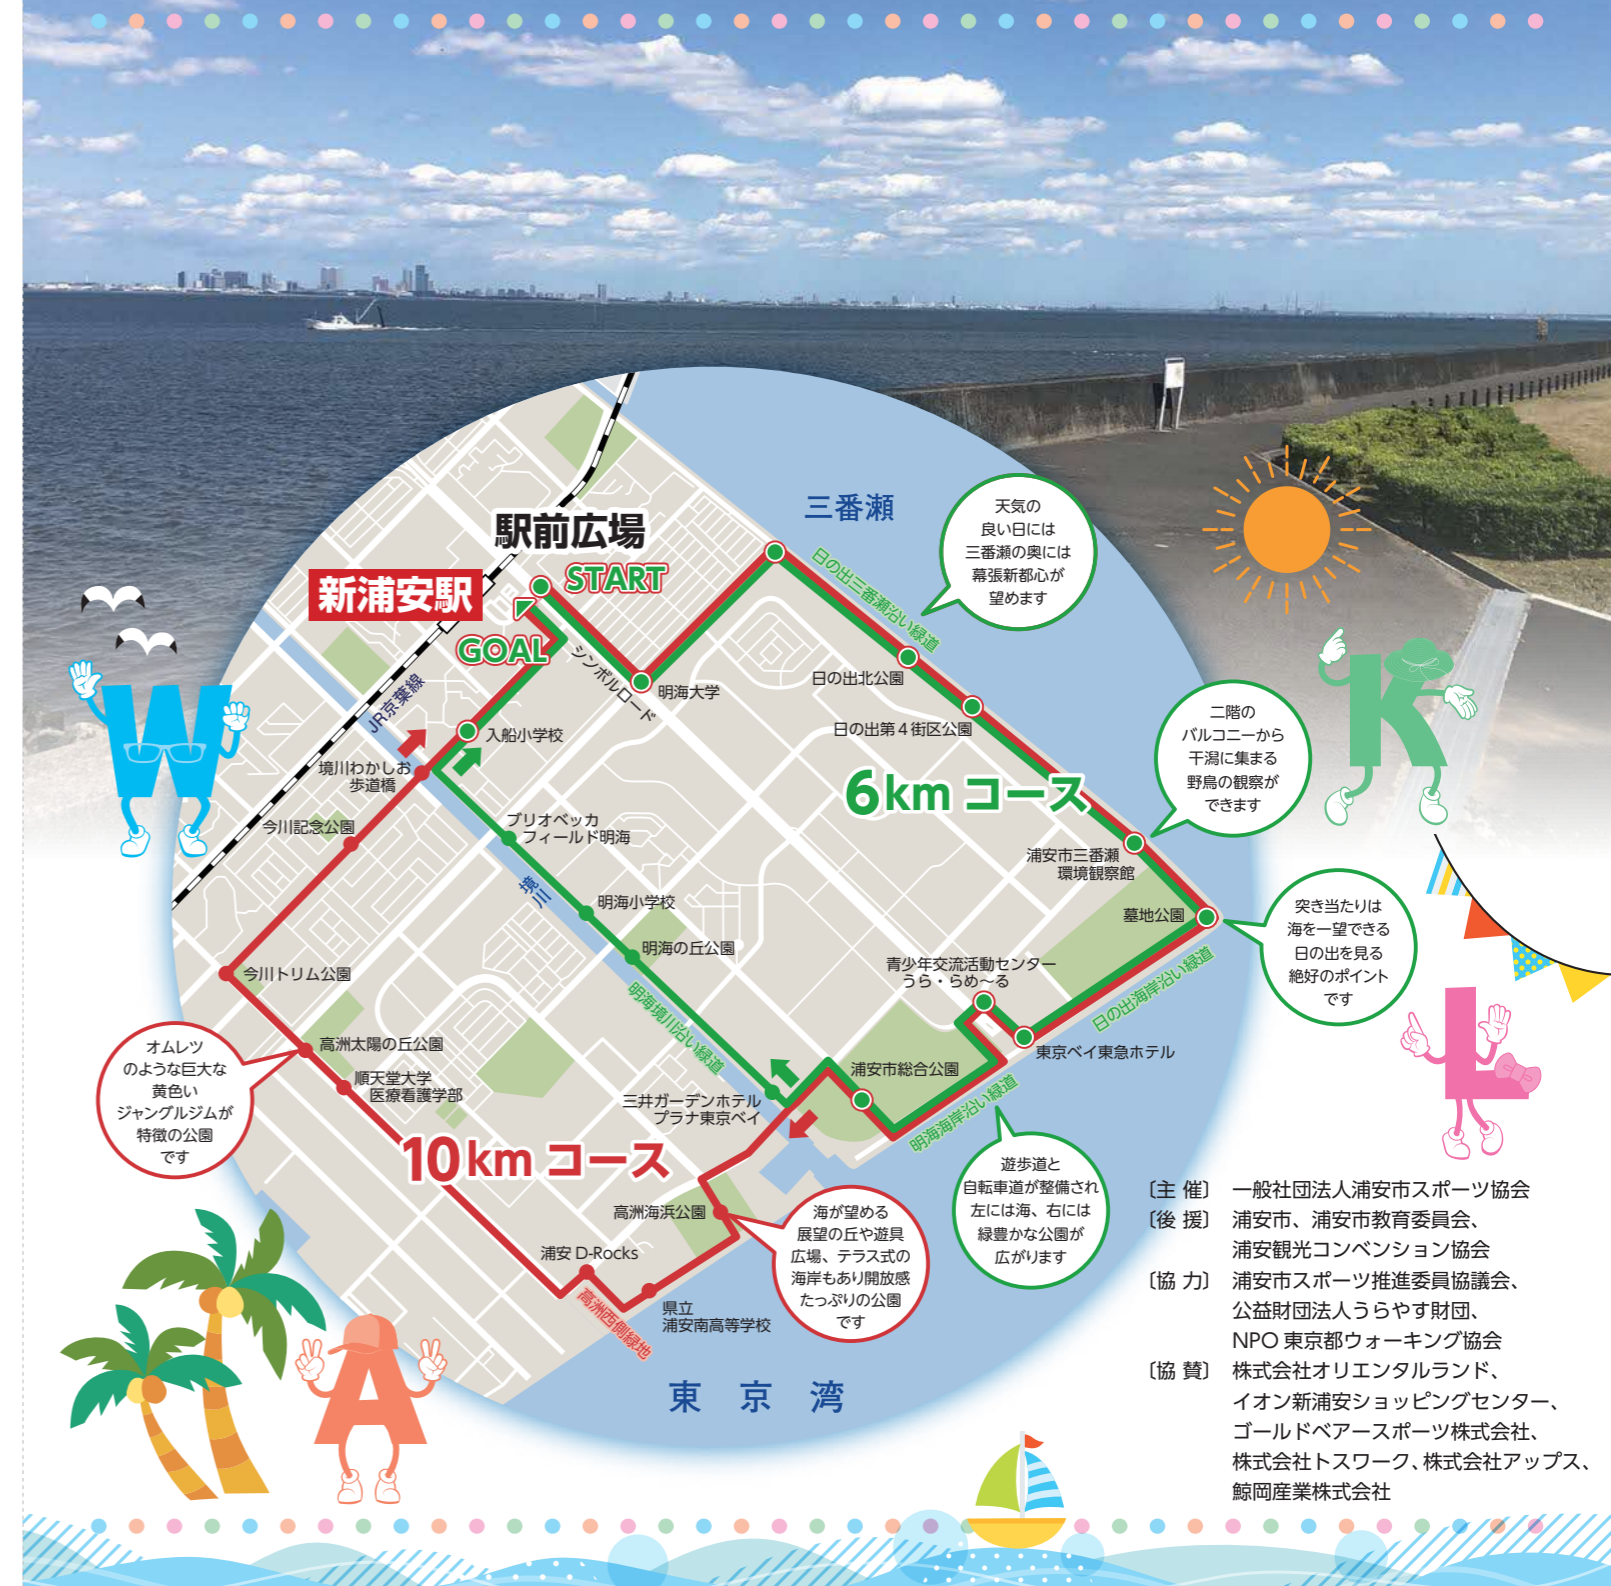 三番瀬
天気の
良い日には
三番瀬の奥には
幕張新都心が
望めます
駅前広場
START
新浦安駅
GOAL
日の出三番瀬沿い緑道
シンボルロード
明海大学
日の出北公園
日の出第4街区公園
JR京葉線
入船小学校
境川わかしお
歩道橋
今川記念公園
6kmコース
二階の
バルコニーから
干潟に集まる
野鳥の観察が
できます
W
K
ブリオベッカ
フィールド明海
浦安市三番瀬
環境観察館
境川
明海小学校
墓地公園
突き当たりは
海を一望できる
日の出を見る
絶好のポイント
です
明海の丘公園
青少年交流活動センター
うら・らめ〜る
今川トリム公園
日の出海岸沿い緑道
明海境川沿い緑道
L
オムレツ
のような巨大な
黄色い
ジャングルジムが
特徴の公園
です
高洲太陽の丘公園
順天堂大学
医療看護学部
東京ベイ東急ホテル
浦安市総合公園
三井ガーデンホテル
プラナ東京ベイ
明海海岸沿い緑道
10kmコース
遊歩道と
自転車道が整備され
左には海、右には
緑豊かな公園が
広がります
高洲海浜公園
海が望める
展望の丘や遊具
広場、テラス式の
海岸もあり開放感
たっぷりの公園
です
浦安 D-Rocks
高洲西側緑地
県立
浦安南高等学校
東京湾
A
〔主 催〕 一般社団法人浦安市スポーツ協会
〔後 援〕 浦安市、浦安市教育委員会、
浦安観光コンベンション協会
〔協 力〕 浦安市スポーツ推進委員協議会、
公益財団法人うらやす財団、
NPO 東京都ウォーキング協会
〔協 賛〕 株式会社オリエンタルランド、
イオン新浦安ショッピングセンター、
ゴールドベアースポーツ株式会社、
株式会社トスワーク、株式会社アップス、
鯨岡産業株式会社